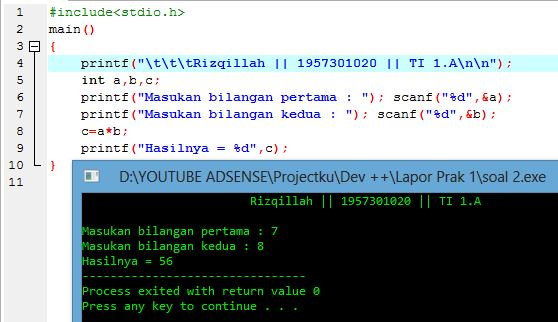 1 #include<stdio.h>
2 main()
3 {
4 printf("\t\t\tRizqillah || 1957301020 || TI 1.A\n\n");
5 int a,b,c;
6 printf("Masukan bilangan pertama : "); scanf("%d",&a);
7 printf("Masukan bilangan kedua : "); scanf("%d",&b);
8 c=a*b;
9 printf("Hasilnya = %d",c);
10 }
11
D:\YOUTUBE ADSENSE\Projectku\Dev ++\Lapor Prak 1\soal 2.exe
Rizqillah || 1957301020 || TI 1.A
Masukan bilangan pertama : 7
Masukan bilangan kedua : 8
Hasilnya = 56
--------------------------------
Process exited with return value 0
Press any key to continue . . .